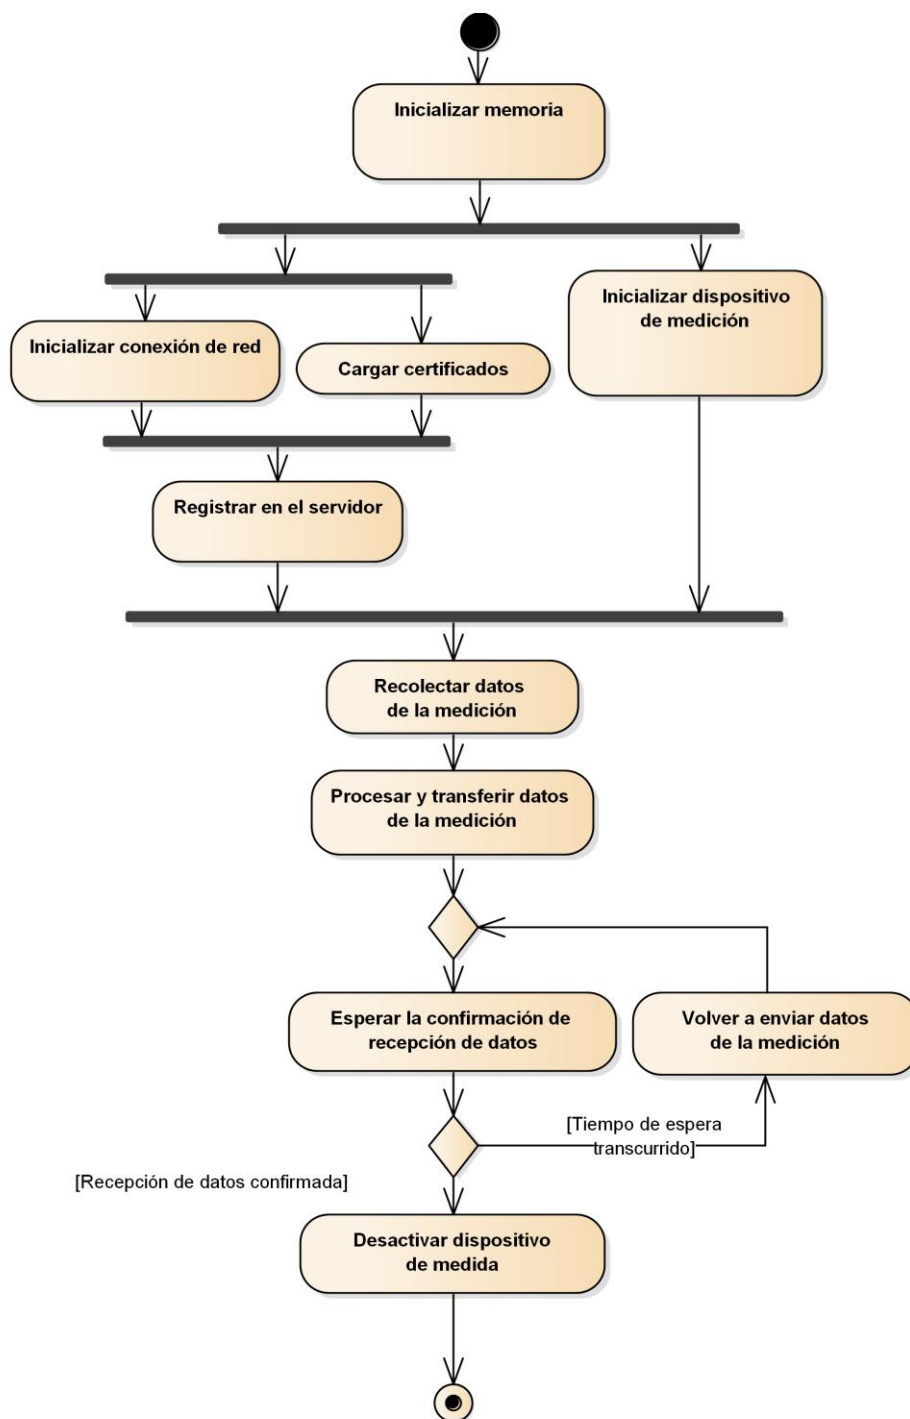 Inicializar memoria
Inicializar dispositivo
de medición
Inicializar conexión de red
Cargar certificados
Registrar en el servidor
Recolectar datos
de la medición
Procesar y transferir datos
de la medición
Esperar la confirmación de
recepción de datos
Volver a enviar datos
de la medición
[Tiempo de espera
transcurrido]
[Recepción de datos confirmada]
Desactivar dispositivo
de medida